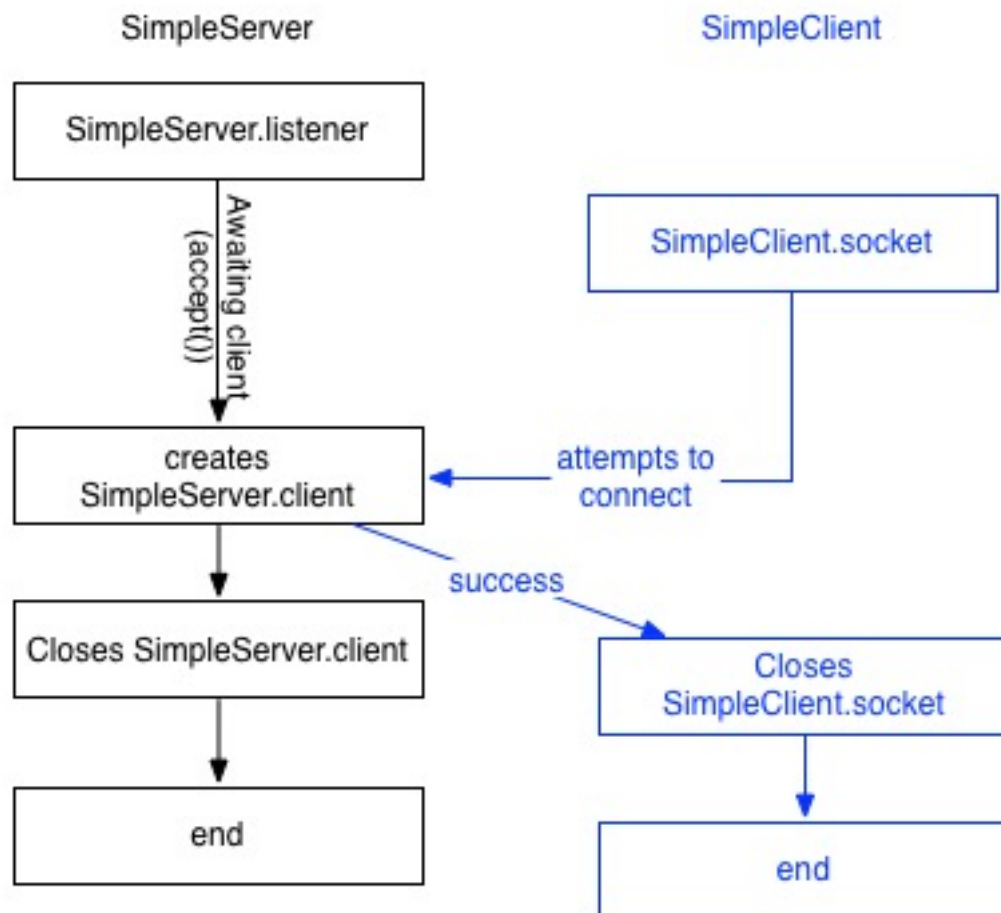 SimpleServer
SimpleClient
SimpleServer.listener
Awaiting client
(accept())
SimpleClient.socket
creates
SimpleServer.client
attempts to
connect
success
Closes SimpleServer.client
Closes
SimpleClient.socket
end
end